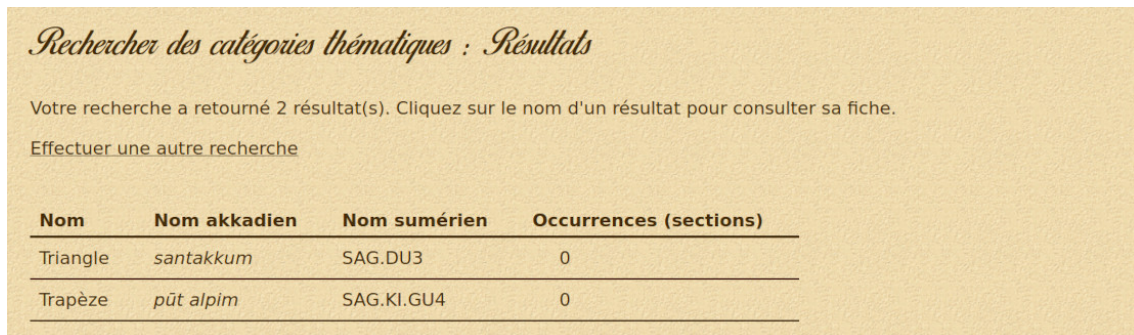 Rechercher des catégories thématiques : Résultats
Votre recherche a retourné 2 résultat(s). Cliquez sur le nom d'un résultat pour consulter sa fiche.
Effectuer une autre recherche
Nom Nom akkadien Nom sumérien Occurrences (sections)
Triangle santakkum SAG.DU3 0
Trapèze pūt alpim SAG.KI.GU4 0